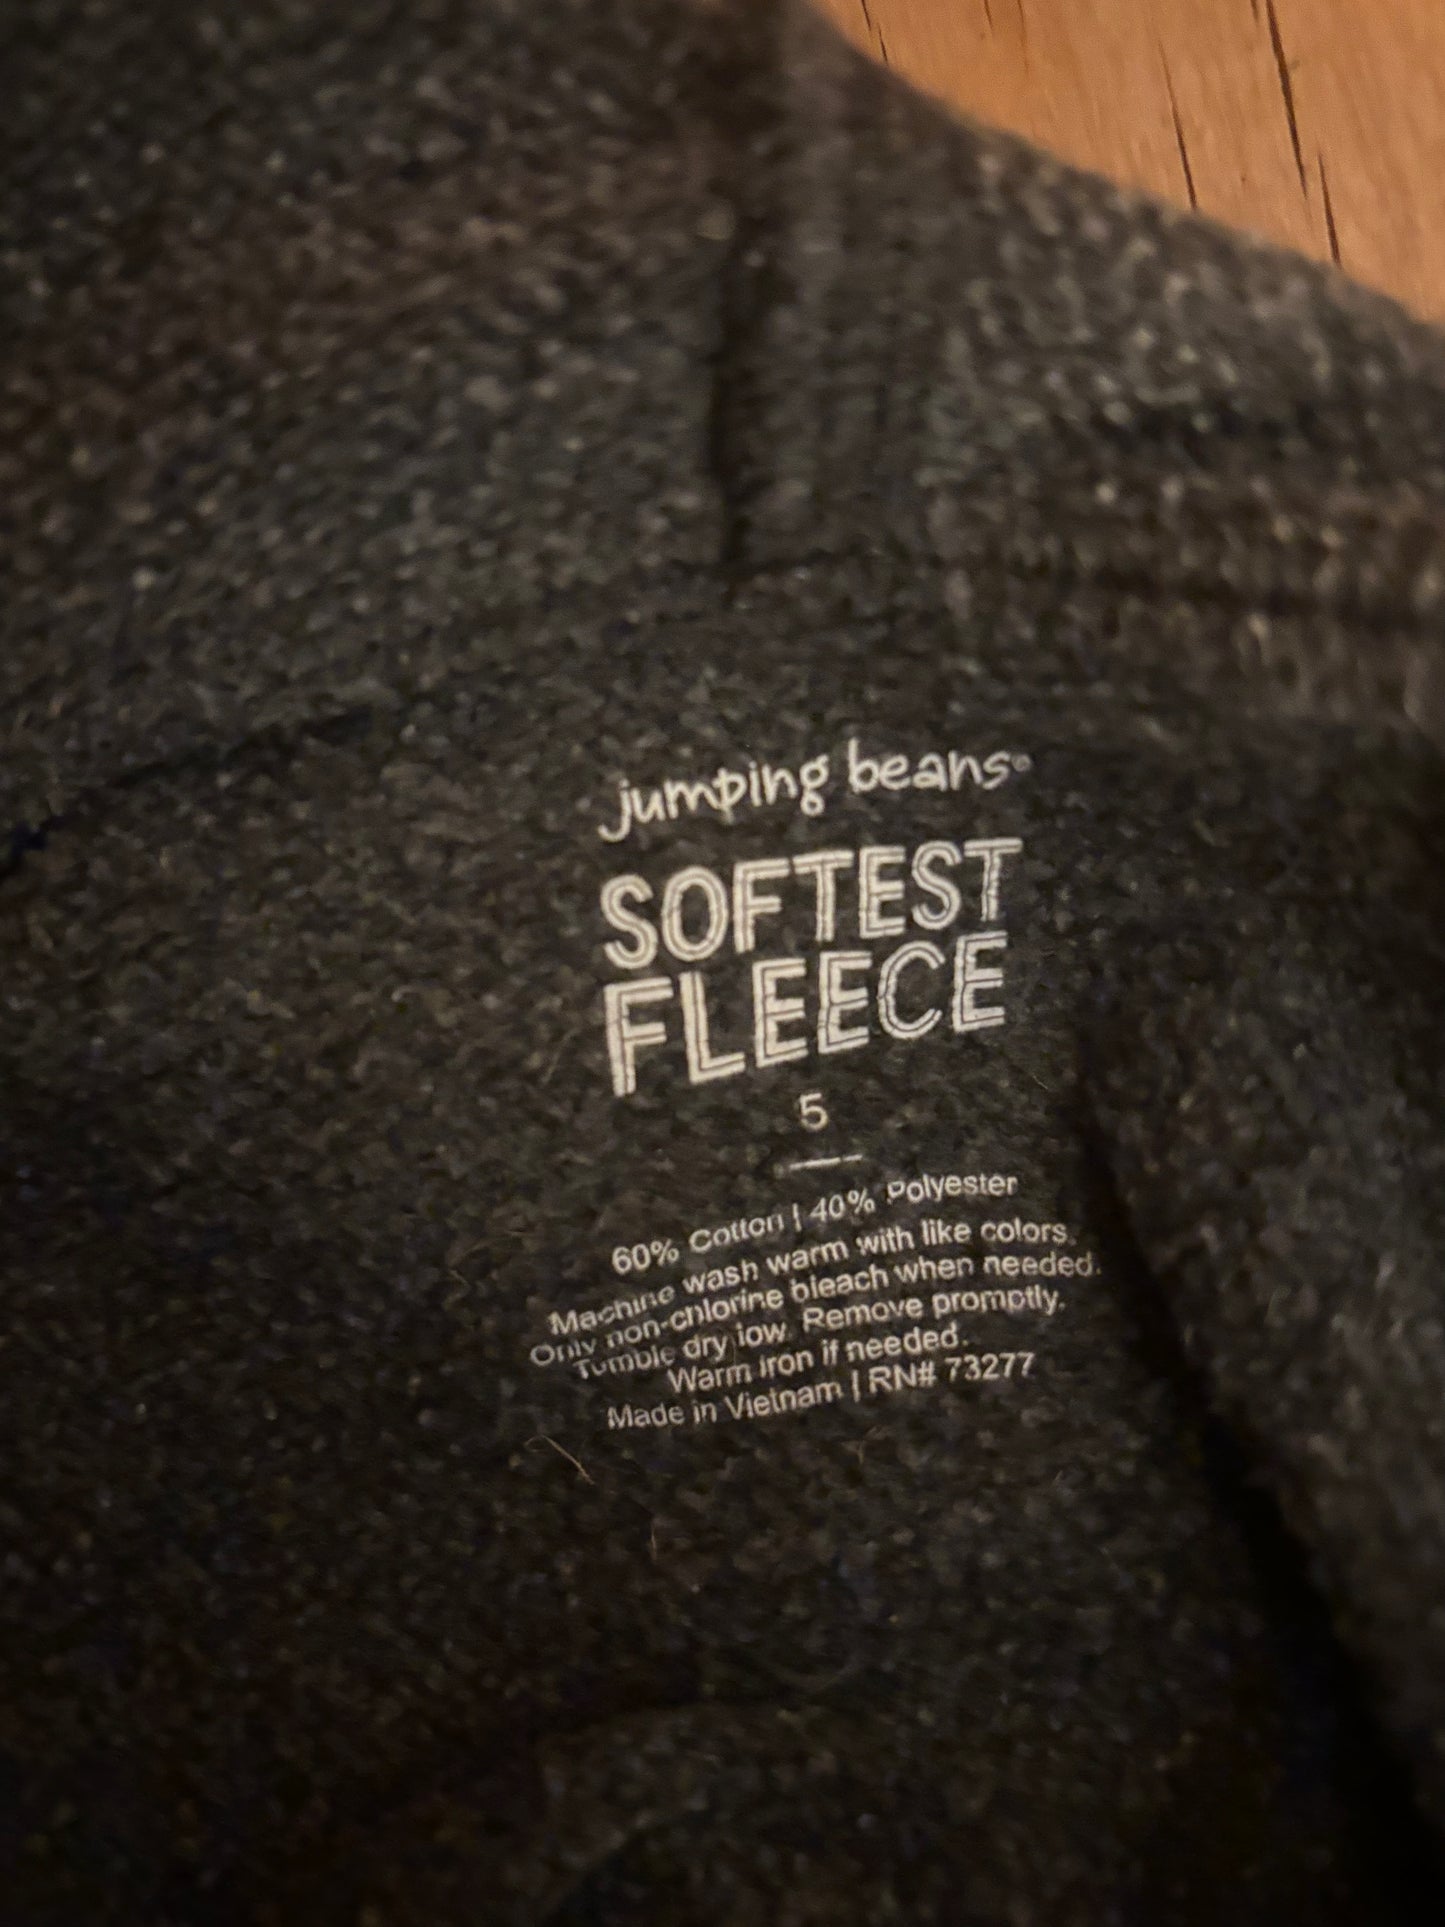 jumping beans®
SOFTEST
FLEECE
5
60% Cotton | 40% Polyester
Machine wash warm with like colors.
Only non-chlorine bleach when needed.
Tumble dry low. Remove promptly.
Warm iron if needed.
Made in Vietnam | RN# 73277